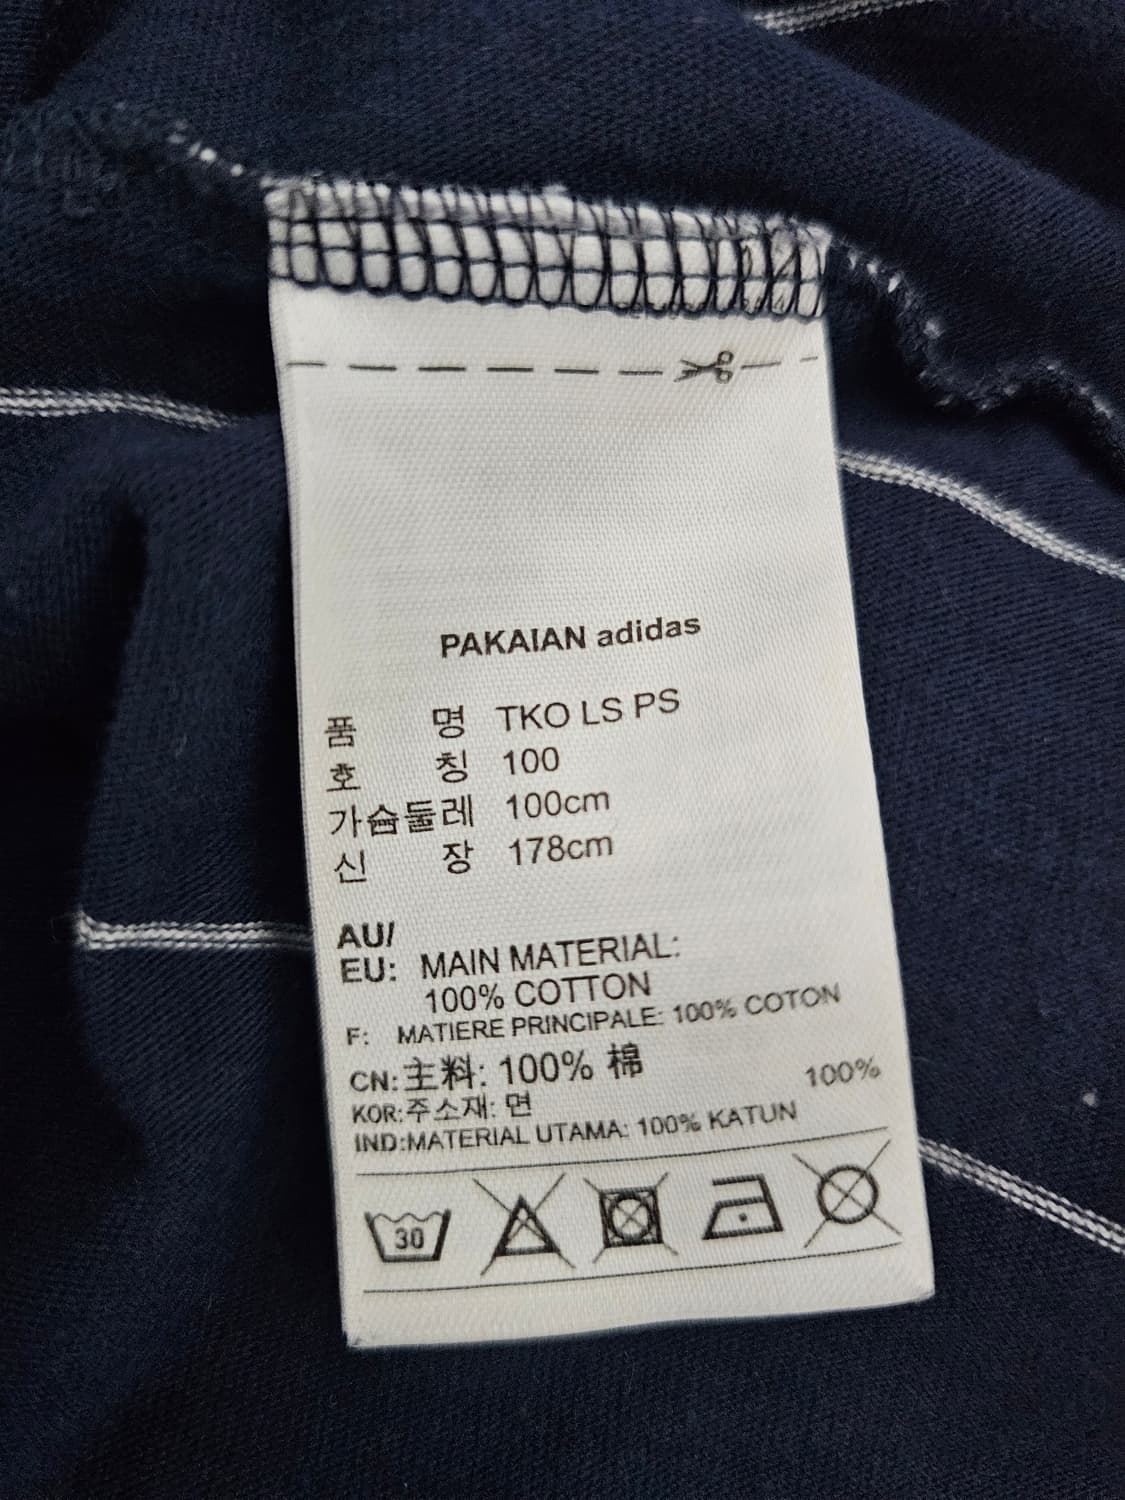 PAKAIAN adidas
품 명 TKO LS PS
호 칭 100
가슴둘레 100cm
신 장 178cm
AU/
EU: MAIN MATERIAL:
100% COTTON
F: MATIERE PRINCIPALE: 100% COTON
CN: 主料: 100% 棉
KOR:주소재: 면 100%
IND:MATERIAL UTAMA: 100% KATUN
30